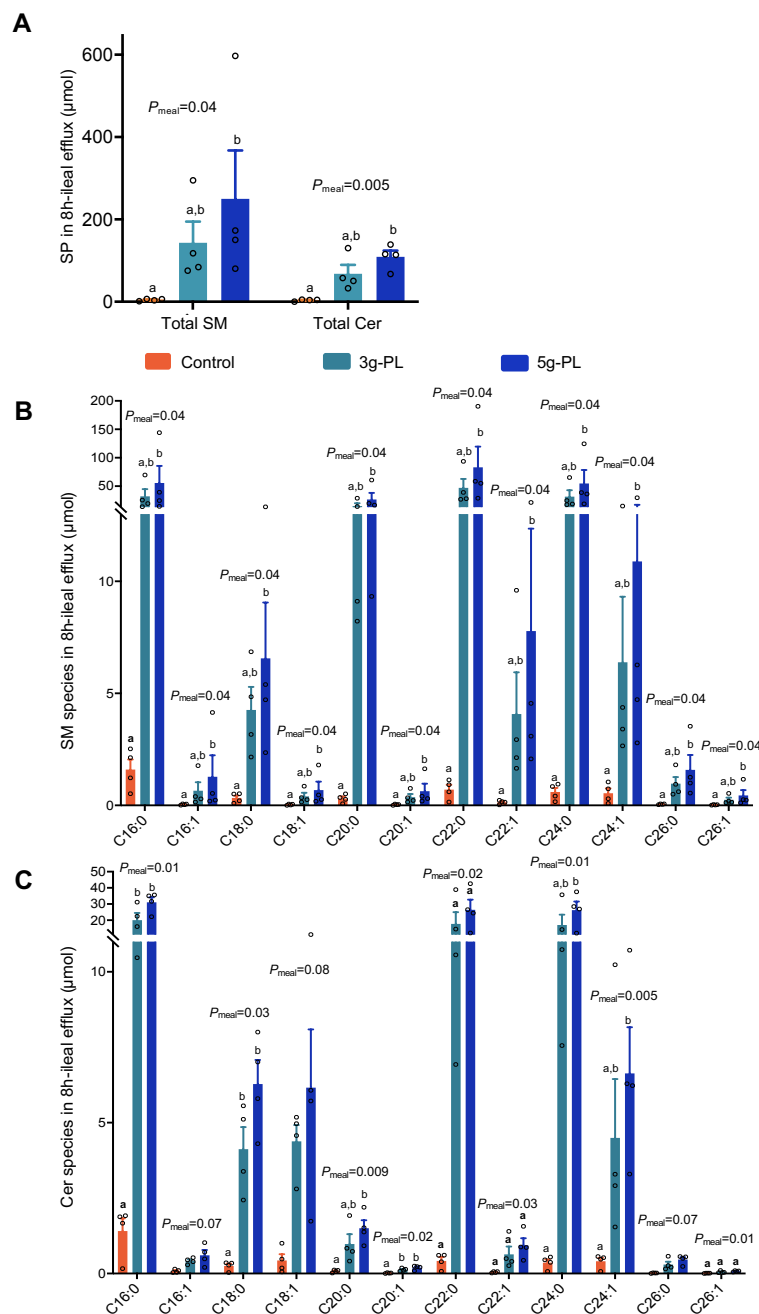 A
SP in 8h-ileal efflux (µmol)
600
400
200
0
Pmeal=0.04
Pmeal=0.005
a
a,b
b
a
a,b
b
Total SM
Total Cer
Control
3g-PL
5g-PL
B
SM species in 8h-ileal efflux (µmol)
200
150
100
50
10
5
0
Pmeal=0.04
a
a,b
b
Pmeal=0.04
a
a,b
b
Pmeal=0.04
a
a,b
b
Pmeal=0.04
a
a,b
b
Pmeal=0.04
a
a,b
b
Pmeal=0.04
a
a,b
b
Pmeal=0.04
a
a,b
b
Pmeal=0.04
a
a,b
b
Pmeal=0.04
a
a,b
b
Pmeal=0.04
a
a,b
b
Pmeal=0.04
a
a,b
b
Pmeal=0.04
a
a,b
b
C16:0
C16:1
C18:0
C18:1
C20:0
C20:1
C22:0
C22:1
C24:0
C24:1
C26:0
C26:1
C
Cer species in 8h-ileal efflux (µmol)
50
40
30
20
10
5
0
Pmeal=0.01
a
b
b
Pmeal=0.07
Pmeal=0.03
a
b
b
Pmeal=0.08
Pmeal=0.009
a
a,b
b
Pmeal=0.02
a
b
b
Pmeal=0.02
a
a
a
Pmeal=0.03
a
a
a
Pmeal=0.01
a
a,b
b
Pmeal=0.005
a
a,b
b
Pmeal=0.07
Pmeal=0.01
a
a
a
C16:0
C16:1
C18:0
C18:1
C20:0
C20:1
C22:0
C22:1
C24:0
C24:1
C26:0
C26:1